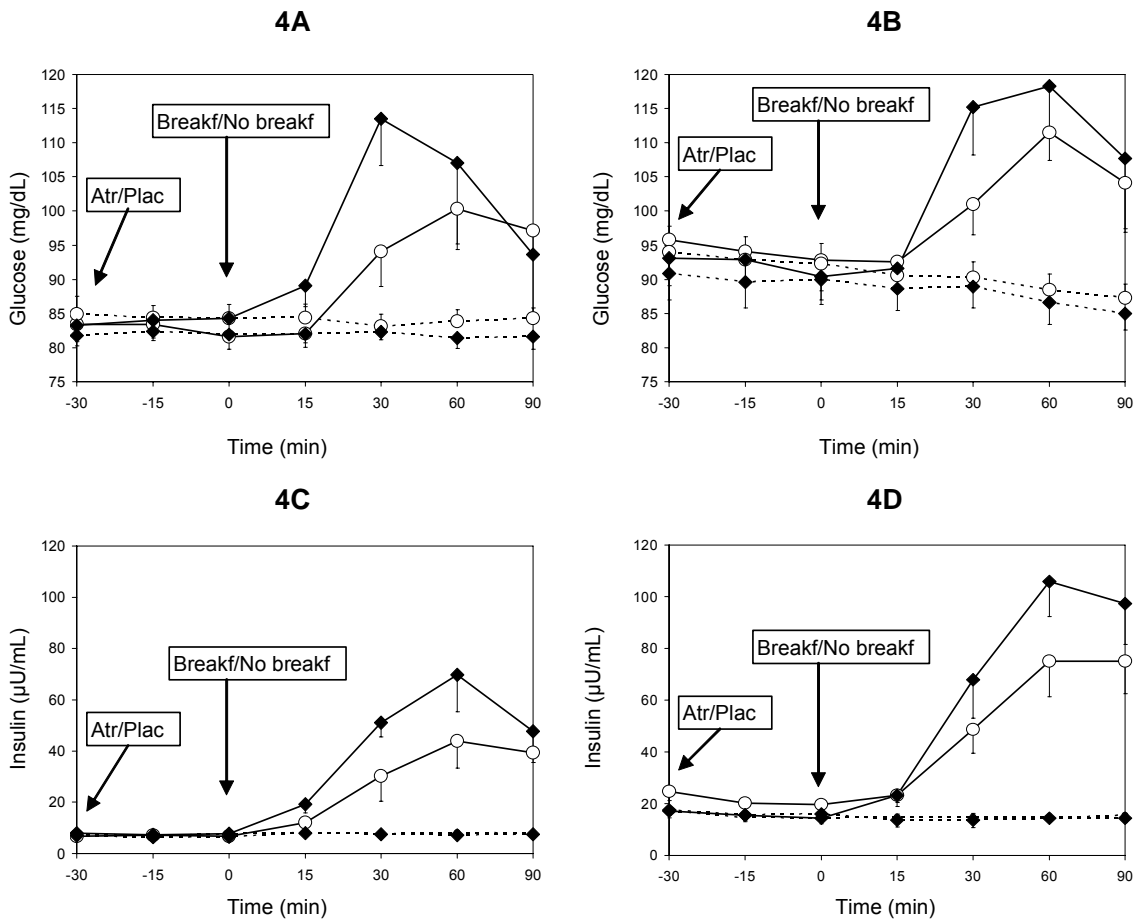 4A
120
115
110
105
100
95
90
85
80
75
Glucose (mg/dL)
Atr/Plac
Breakf/No breakf
-30 -15 0 15 30 60 90
Time (min)
4B
120
115
110
105
100
95
90
85
80
75
Glucose (mg/dL)
Atr/Plac
Breakf/No breakf
-30 -15 0 15 30 60 90
Time (min)
4C
120
100
80
60
40
20
0
Insulin (µU/mL)
Atr/Plac
Breakf/No breakf
-30 -15 0 15 30 60 90
Time (min)
4D
120
100
80
60
40
20
0
Insulin (µU/mL)
Atr/Plac
Breakf/No breakf
-30 -15 0 15 30 60 90
Time (min)